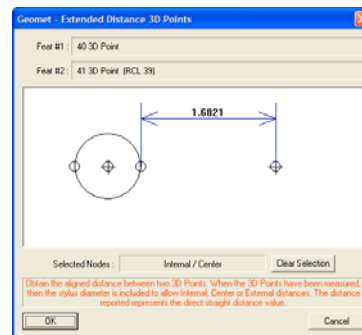 Geomet - Extended Distance 3D Points
Feat #1 : 40 3D Point
Feat #2 : 41 3D Point (RCL 39)
1.6821
Selected Nodes : Internal / Center Clear Selection
Obtain the aligned distance between two 3D Points. When the 3D Points have been measured,
then the stylus diameter is included to allow Internal, Center or External distances. The distance
reported represents the direct straight distance value.
OK Cancel